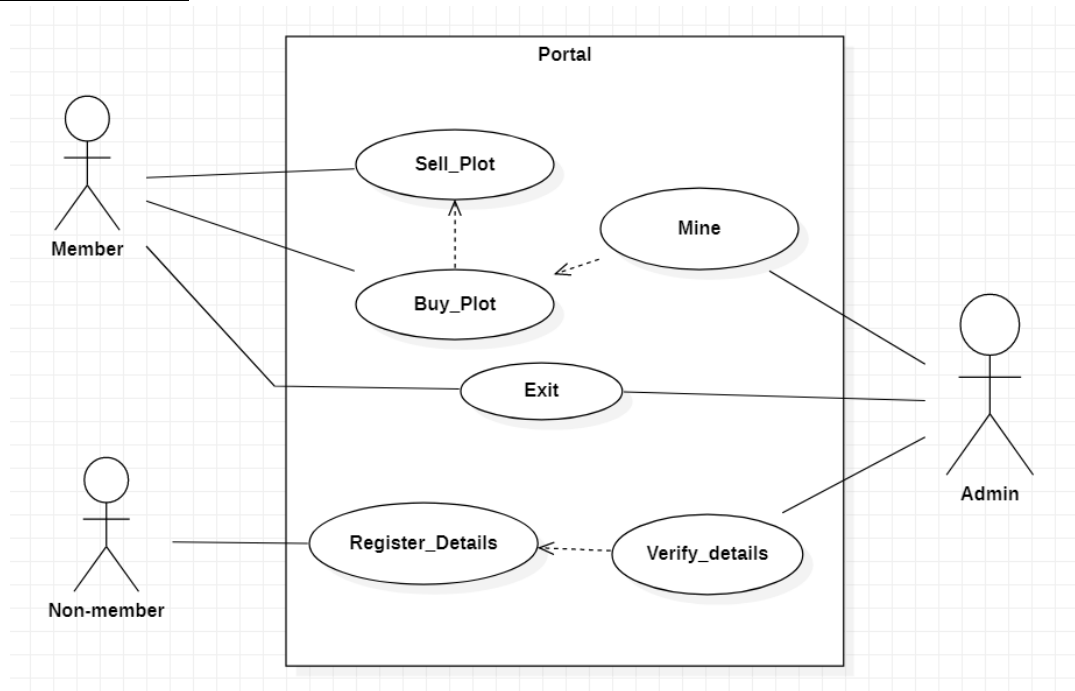 Portal
Sell_Plot
Mine
Member
Buy_Plot
Exit
Admin
Register_Details
Verify_details
Non-member